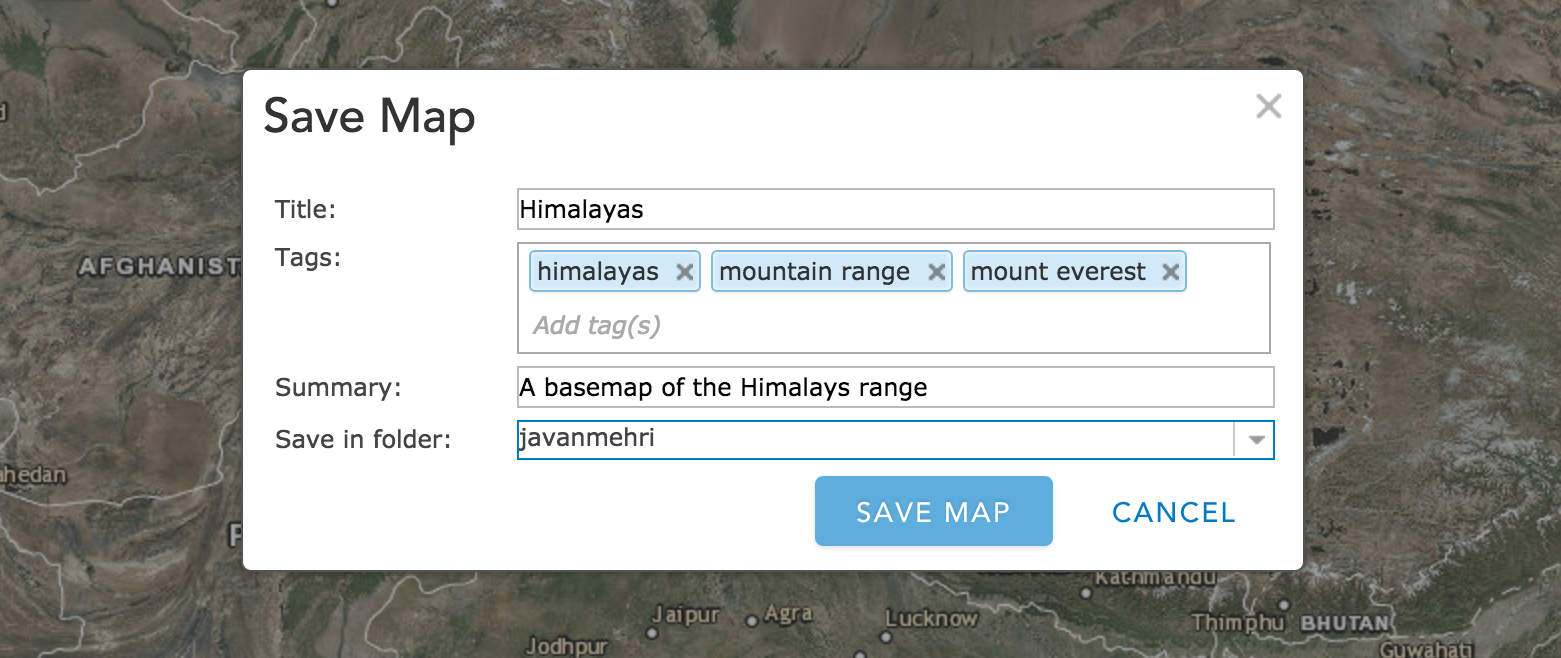 Save Map
Title: Himalayas
Tags: himalayas mountain range mount everest
Add tag(s)
Summary: A basemap of the Himalays range
Save in folder: javanmehri
SAVE MAP CANCEL
AFGHANIST
ahedan
Kathmandu
Jaipur Agra Lucknow Thimphu BHUTAN
Jodhpur Guwahati